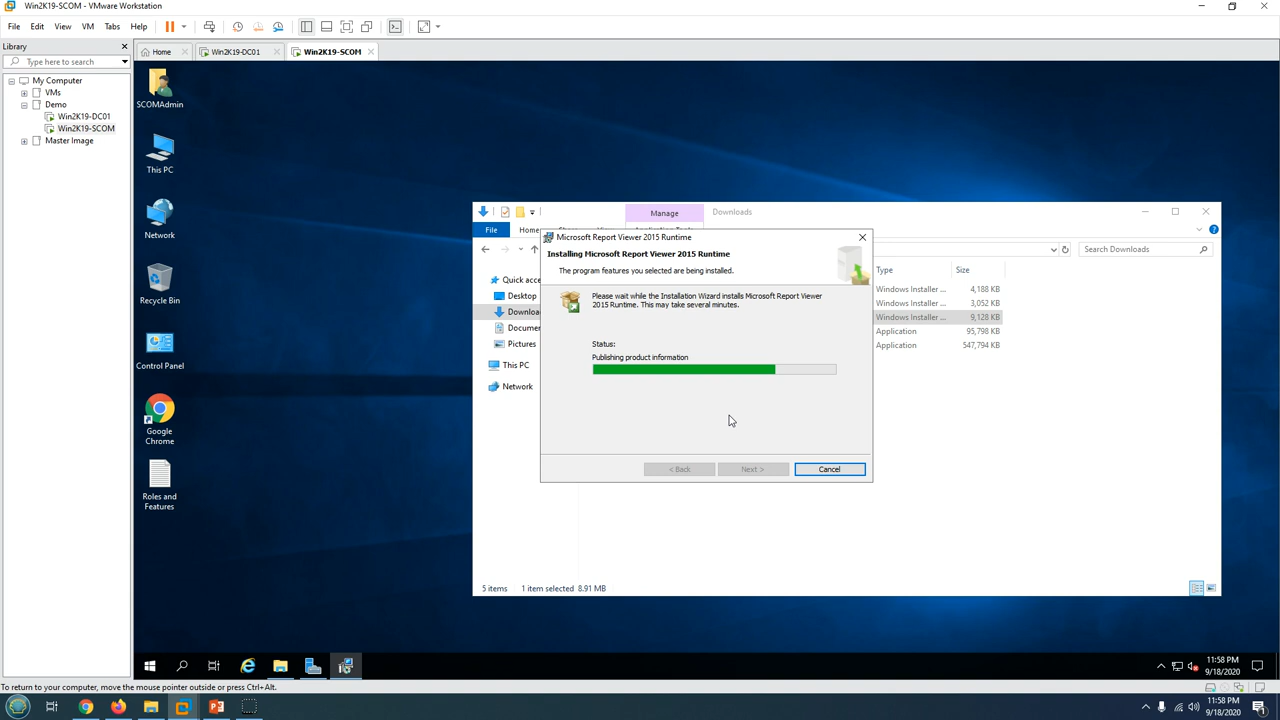 Win2K19-SCOM - VMware Workstation
File Edit View VM Tabs Help
Library
Type here to search
My Computer
VMs
Demo
Win2K19-DC01
Win2K19-SCOM
Master Image
Home Win2K19-DC01 Win2K19-SCOM
SCOMAdmin
This PC
Network
Recycle Bin
Control Panel
Google
Chrome
Roles and
Features
Manage Downloads
File Home
Search Downloads
Quick acce
Desktop
Downloa
Documen
Pictures
This PC
Network
Type Size
Windows Installer ... 4,188 KB
Windows Installer ... 3,052 KB
Windows Installer ... 9,128 KB
Application 95,798 KB
Application 547,794 KB
5 items 1 item selected 8.91 MB
Microsoft Report Viewer 2015 Runtime
Installing Microsoft Report Viewer 2015 Runtime
The program features you selected are being installed.
Please wait while the Installation Wizard installs Microsoft Report Viewer
2015 Runtime. This may take several minutes.
Status:
Publishing product information
< Back Next > Cancel
11:58 PM
9/18/2020
To return to your computer, move the mouse pointer outside or press Ctrl+Alt.
11:58 PM
9/18/2020